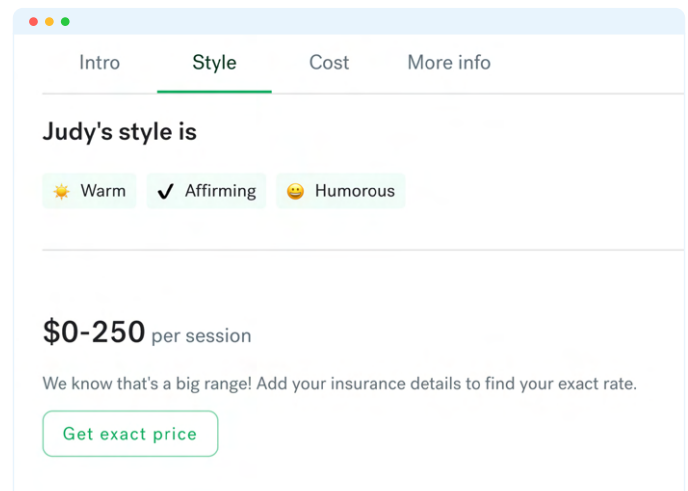 Intro Style Cost More info
Judy's style is
☀️ Warm ✔ Affirming 😀 Humorous
$0-250 per session
We know that's a big range! Add your insurance details to find your exact rate.
Get exact price